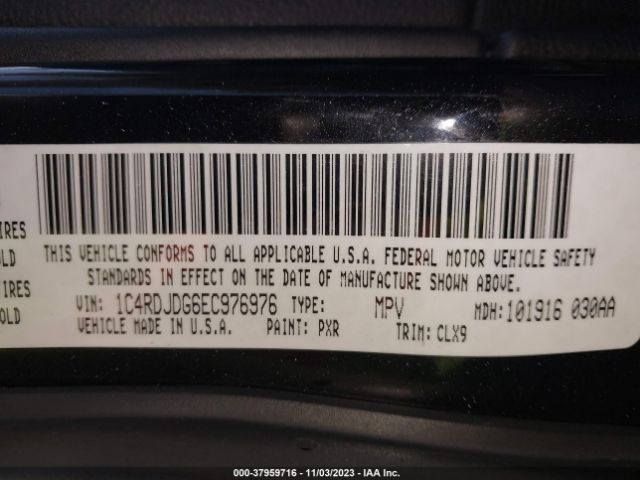 IRES
OLD
IRES
OLD
THIS VEHICLE CONFORMS TO ALL APPLICABLE U.S.A. FEDERAL MOTOR VEHICLE SAFETY
STANDARDS IN EFFECT ON THE DATE OF MANUFACTURE SHOWN ABOVE.
VIN: 1C4RDJDG6EC976976 TYPE: MPV MDH:101916 030AA
VEHICLE MADE IN U.S.A. PAINT: PXR TRIM: CLX9
000-37959716 - 11/03/2023 - IAA Inc.